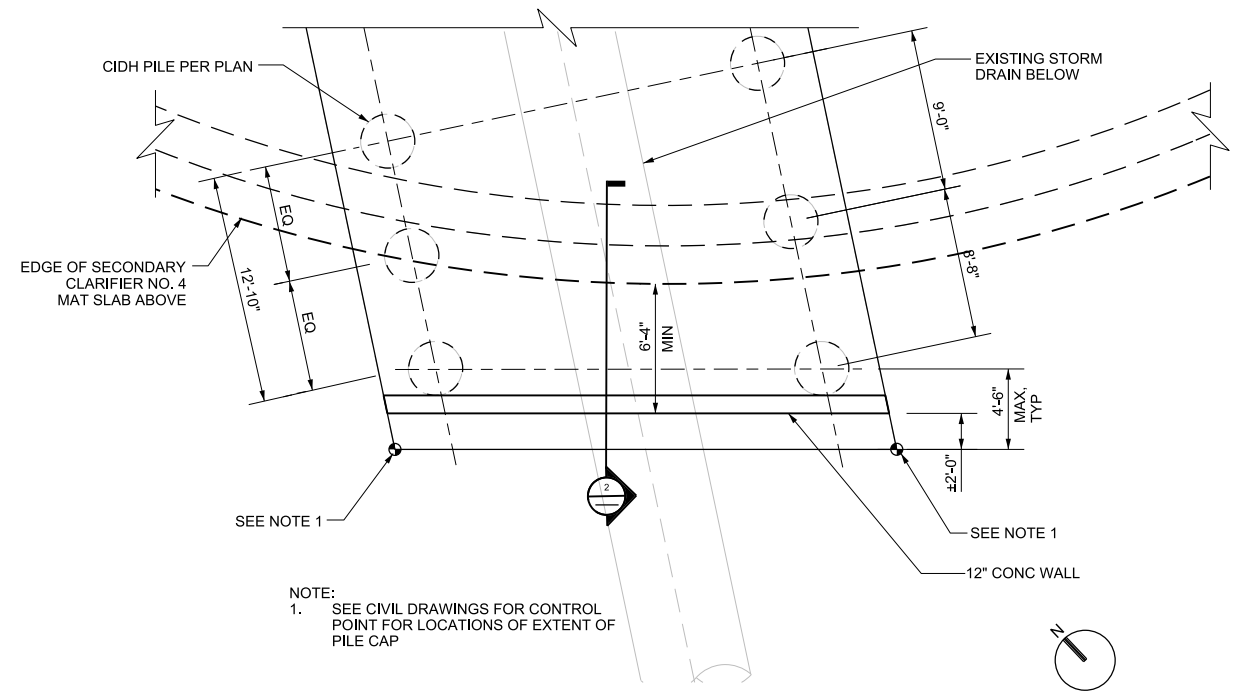 CIDH PILE PER PLAN
EXISTING STORM
DRAIN BELOW
9'-0"
EQ
12'-10"
EDGE OF SECONDARY
CLARIFIER NO. 4
MAT SLAB ABOVE
EQ
8'-8"
6'-4"
MIN
4'-6"
MAX,
TYP
±2'-0"
2
SEE NOTE 1
SEE NOTE 1
12" CONC WALL
NOTE:
1. SEE CIVIL DRAWINGS FOR CONTROL
POINT FOR LOCATIONS OF EXTENT OF
PILE CAP
N